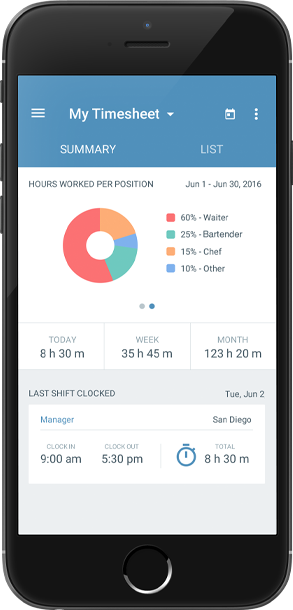 My Timesheet
SUMMARY LIST
HOURS WORKED PER POSITION Jun 1 - Jun 30, 2016
60% - Waiter
25% - Bartender
15% - Chef
10% - Other
TODAY WEEK MONTH
8 h 30 m 35 h 45 m 123 h 20 m
LAST SHIFT CLOCKED Tue, Jun 2
Manager San Diego
CLOCK IN CLOCK OUT TOTAL
9:00 am 5:30 pm 8 h 30 m